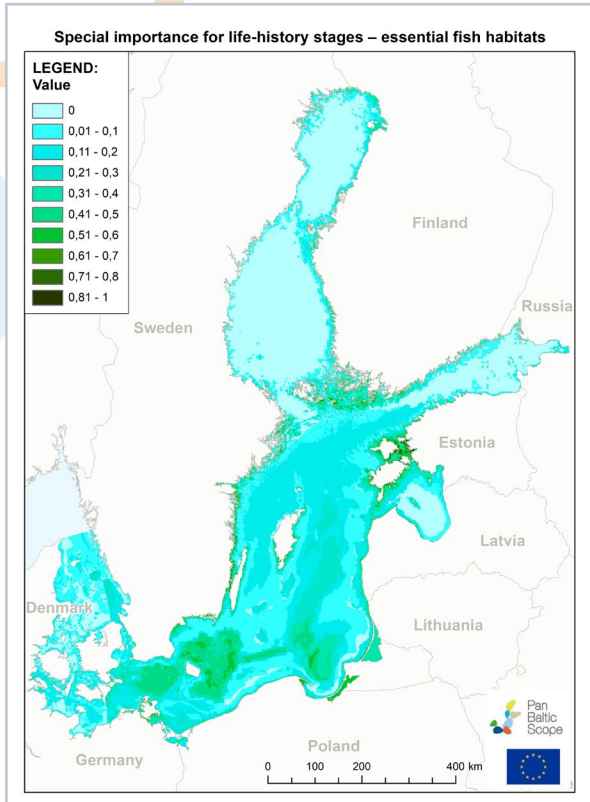 Special importance for life-history stages – essential fish habitats
LEGEND:
Value
0
0,01 - 0,1
0,11 - 0,2
0,21 - 0,3
0,31 - 0,4
0,41 - 0,5
0,51 - 0,6
0,61 - 0,7
0,71 - 0,8
0,81 - 1
Finland
Russia
Sweden
Estonia
Latvia
Denmark
Lithuania
Germany
Poland
0 100 200 400 km
Pan
Baltic
Scope